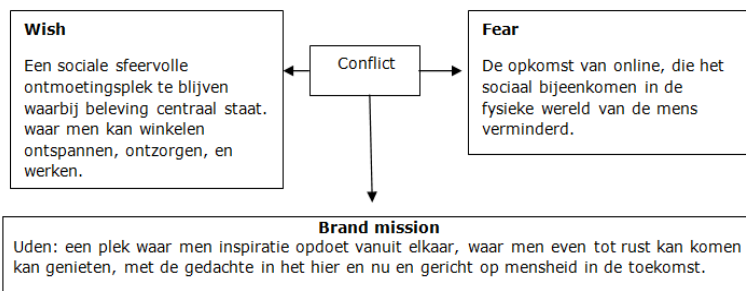 Wish
Een sociale sfeervolle
ontmoetingsplek te blijven
waarbij beleving centraal staat.
waar men kan winkelen
ontspannen, ontzorgen, en
werken.
Conflict
Fear
De opkomst van online, die het
sociaal bijeenkomen in de
fysieke wereld van de mens
verminderd.
Brand mission
Uden: een plek waar men inspiratie opdoet vanuit elkaar, waar men even tot rust kan komen
kan genieten, met de gedachte in het hier en nu en gericht op mensheid in de toekomst.